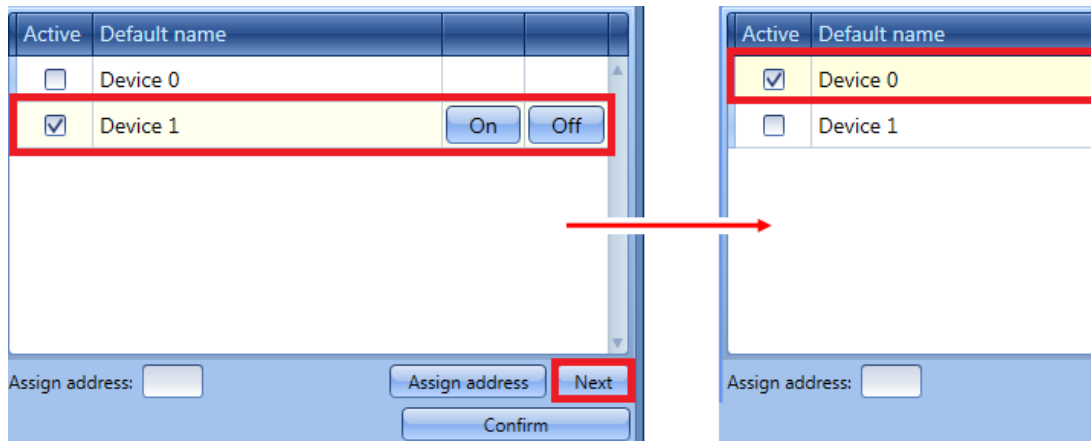 Active Default name
Device 0
Device 1 On Off
Assign address: Assign address Next
Confirm
Active Default name
Device 0
Device 1
Assign address: